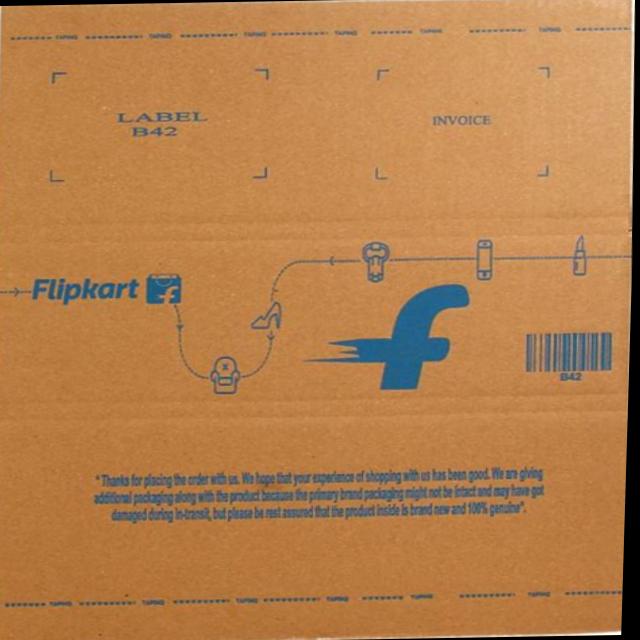 TAPING TAPING TAPING TAPING TAPING TAPING
LABEL
B42
INVOICE
Flipkart
f
f
B42
"Thanks for placing the order with us. We hope that your experience of shopping with us has been good. We are giving
additional packaging along with the product because the primary brand packaging might not be intact and may have got
damaged during in-transit, but please be rest assured that the product inside is brand new and 100% genuine".
TAPING TAPING TAPING TAPING TAPING TAPING